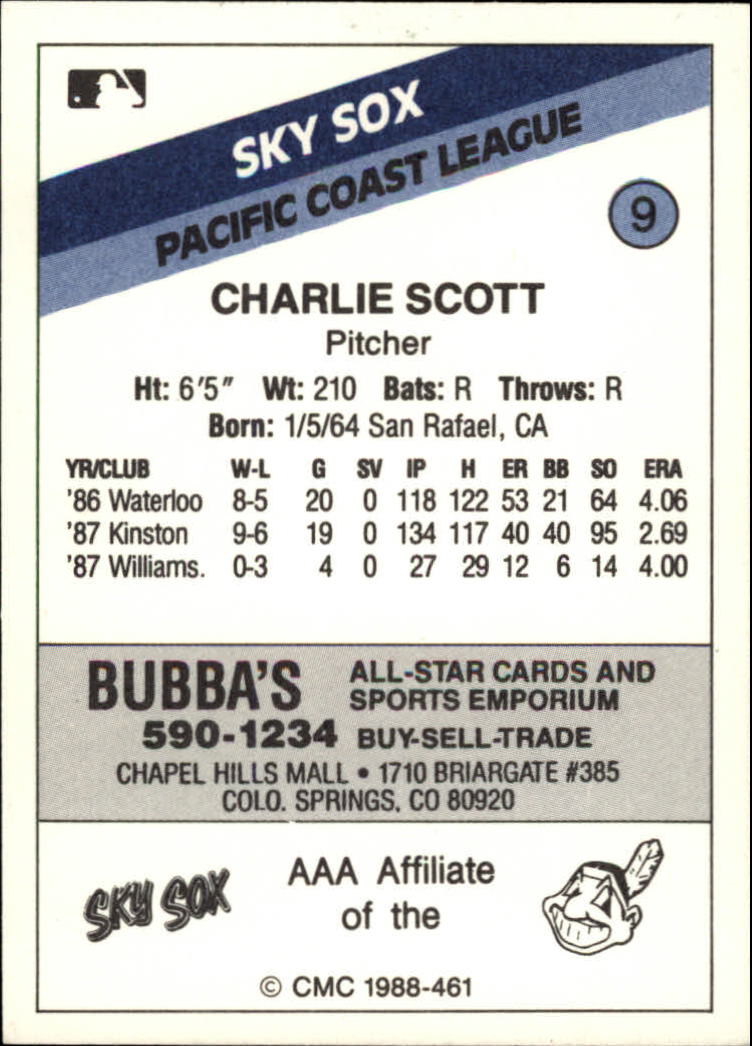 SKY SOX
PACIFIC COAST LEAGUE
9
CHARLIE SCOTT
Pitcher
Ht: 6'5" Wt: 210 Bats: R Throws: R
Born: 1/5/64 San Rafael, CA
YR/CLUB W-L G SV IP H ER BB SO ERA
'86 Waterloo 8-5 20 0 118 122 53 21 64 4.06
'87 Kinston 9-6 19 0 134 117 40 40 95 2.69
'87 Williams. 0-3 4 0 27 29 12 6 14 4.00
BUBBA'S ALL-STAR CARDS AND
SPORTS EMPORIUM
590-1234 BUY-SELL-TRADE
CHAPEL HILLS MALL • 1710 BRIARGATE #385
COLO. SPRINGS, CO 80920
SKY SOX
AAA Affiliate
of the
© CMC 1988-461